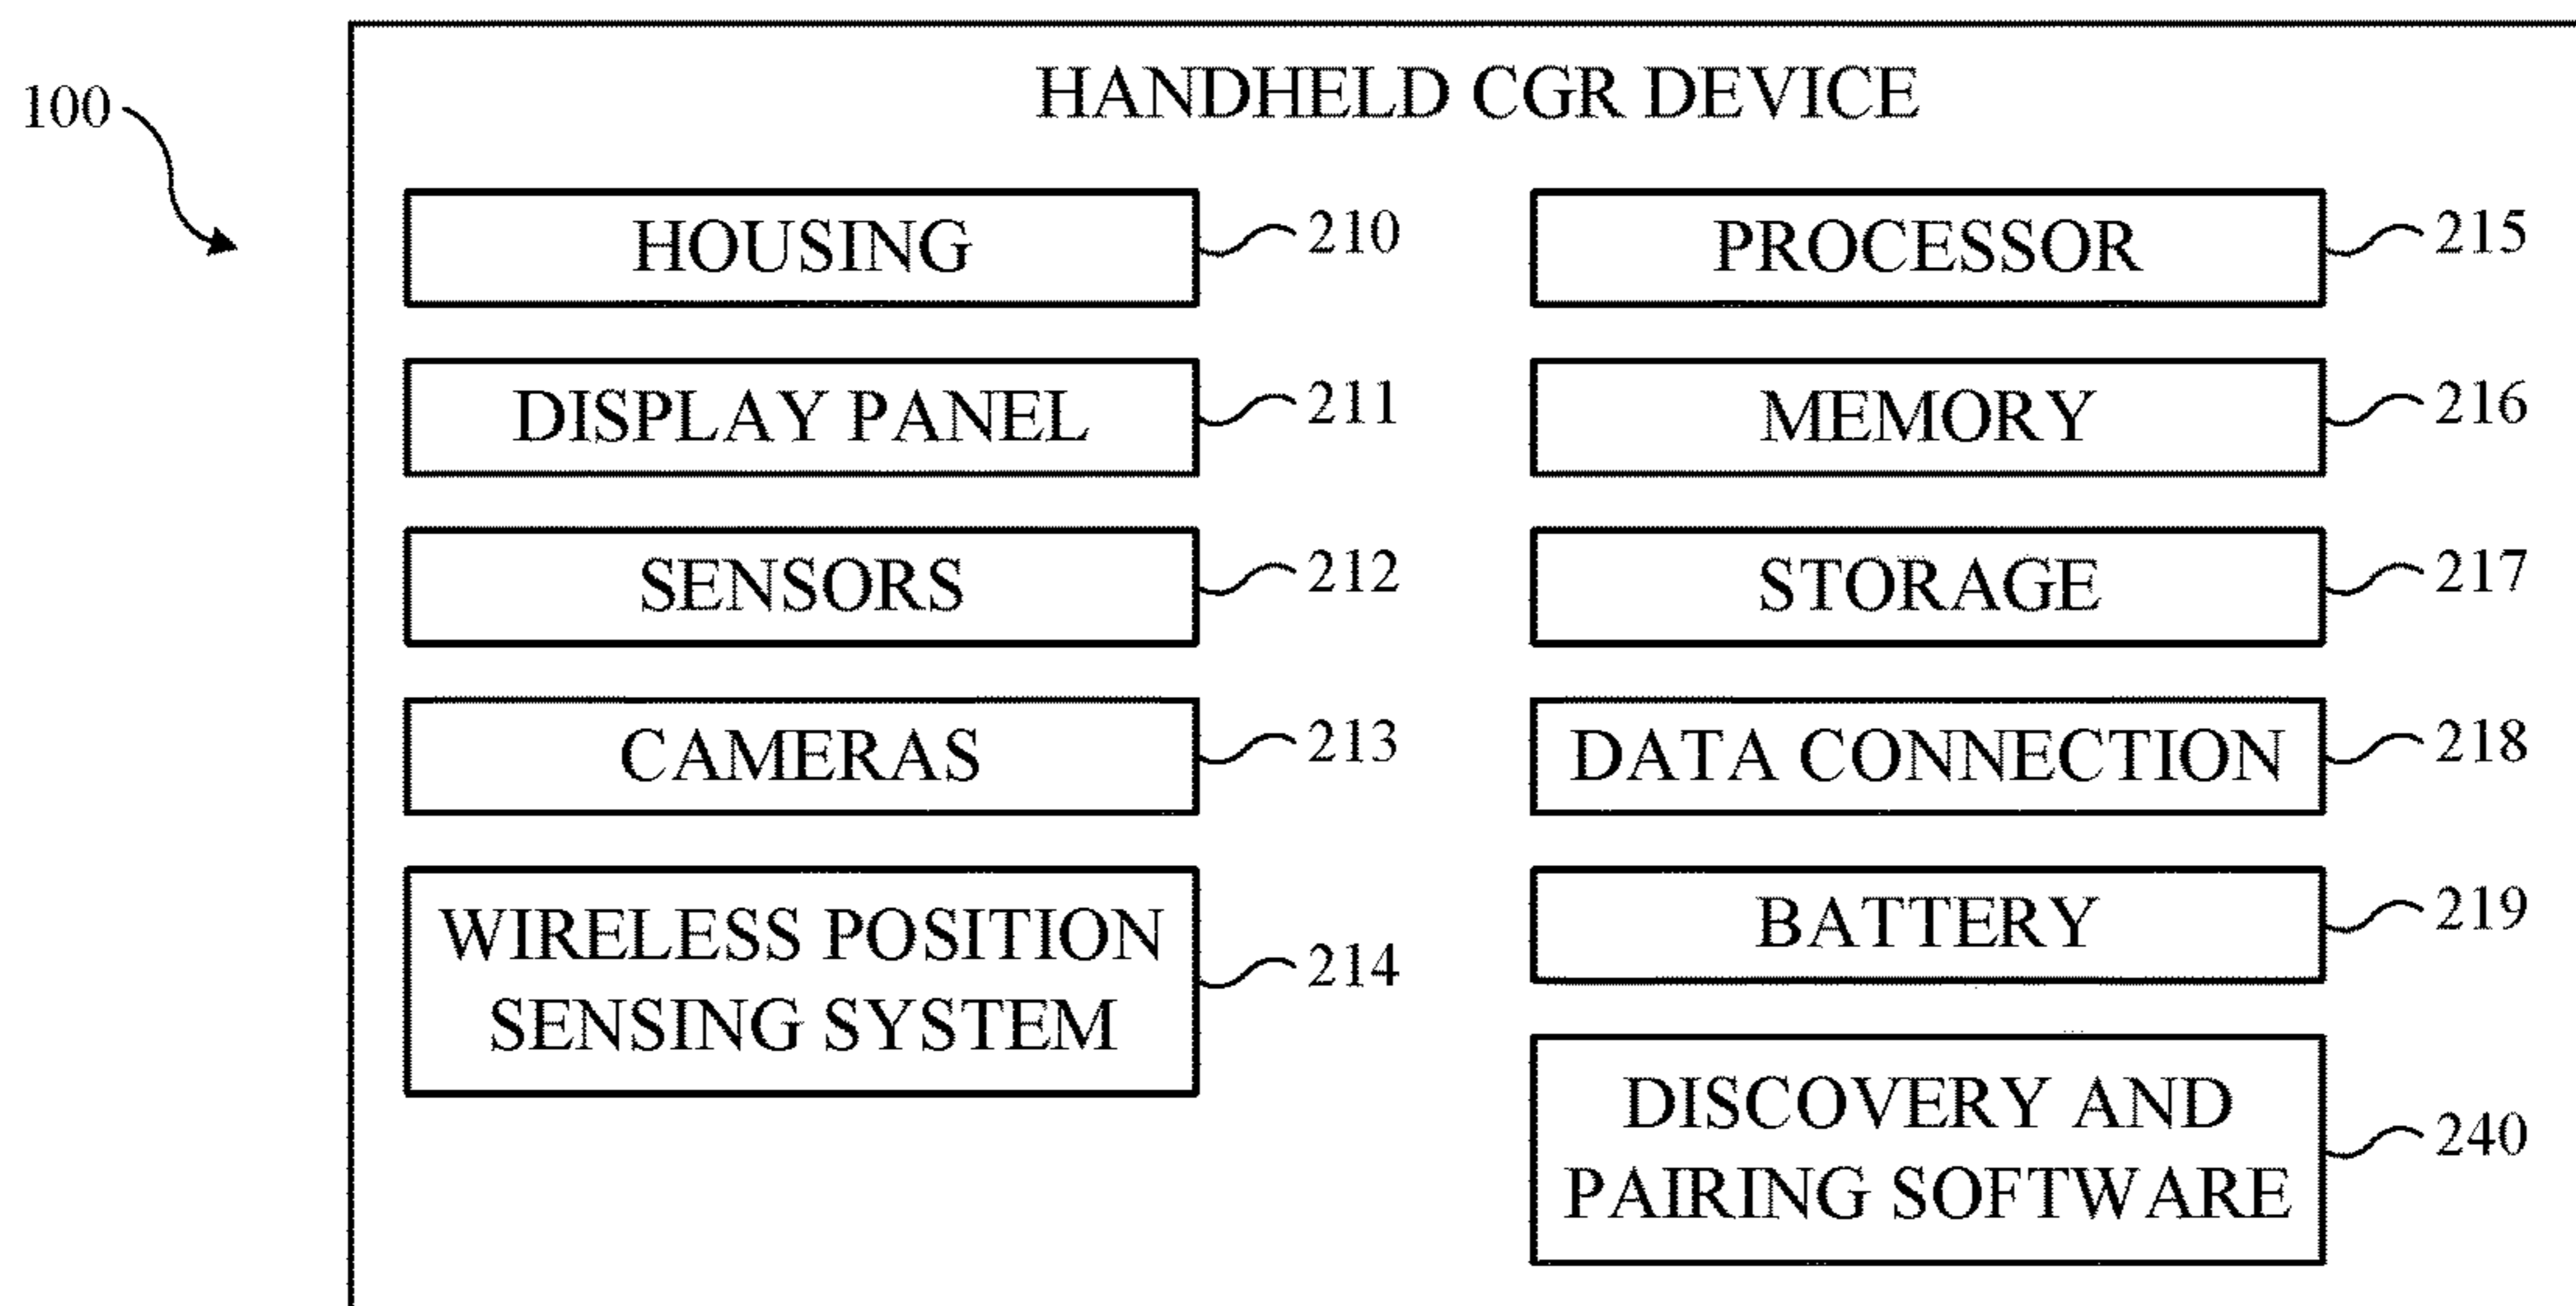 100
HANDHELD CGR DEVICE
HOUSING
210
DISPLAY PANEL
211
SENSORS
212
CAMERAS
213
WIRELESS POSITION
SENSING SYSTEM
214
PROCESSOR
215
MEMORY
216
STORAGE
217
DATA CONNECTION
218
BATTERY
219
DISCOVERY AND
PAIRING SOFTWARE
240